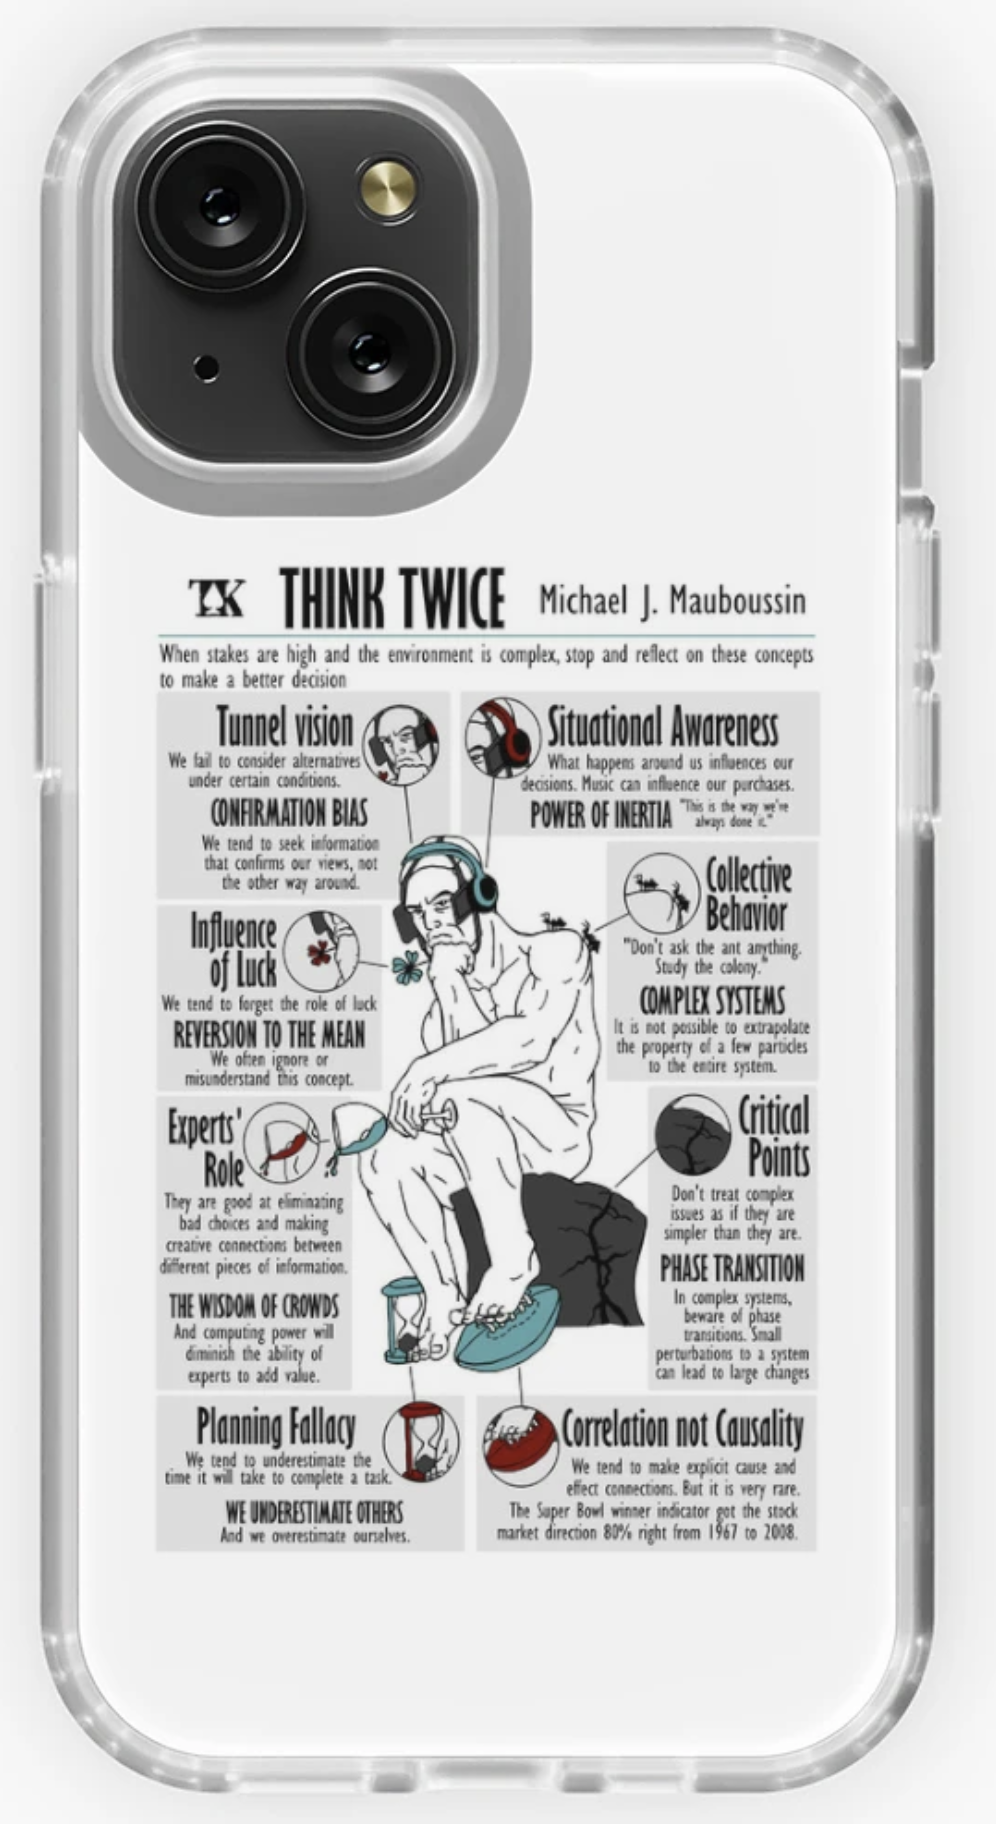 TK THINK TWICE Michael J. Mauboussin
When stakes are high and the environment is complex, stop and reflect on these concepts
to make a better decision
Tunnel vision
We fail to consider alternatives
under certain conditions.
CONFIRMATION BIAS
We tend to seek information
that confirms our views, not
the other way around.
Situational Awareness
What happens around us influences our
decisions. Music can influence our purchases.
POWER OF INERTIA "This is the way we're
always done it."
Influence
of Luck
We tend to forget the role of luck
REVERSION TO THE MEAN
We often ignore or
misunderstand this concept.
Collective
Behavior
"Don't ask the ant anything.
Study the colony."
COMPLEX SYSTEMS
It is not possible to extrapolate
the property of a few particles
to the entire system.
Experts'
Role
They are good at eliminating
bad choices and making
creative connections between
different pieces of information.
THE WISDOM OF CROWDS
And computing power will
diminish the ability of
experts to add value.
Critical
Points
Don't treat complex
issues as if they are
simpler than they are.
PHASE TRANSITION
In complex systems,
beware of phase
transitions. Small
perturbations to a system
can lead to large changes
Planning Fallacy
We tend to underestimate the
time it will take to complete a task.
WE UNDERESTIMATE OTHERS
And we overestimate ourselves.
Correlation not Causality
We tend to make explicit cause and
effect connections. But it is very rare.
The Super Bowl winner indicator got the stock
market direction 80% right from 1967 to 2008.